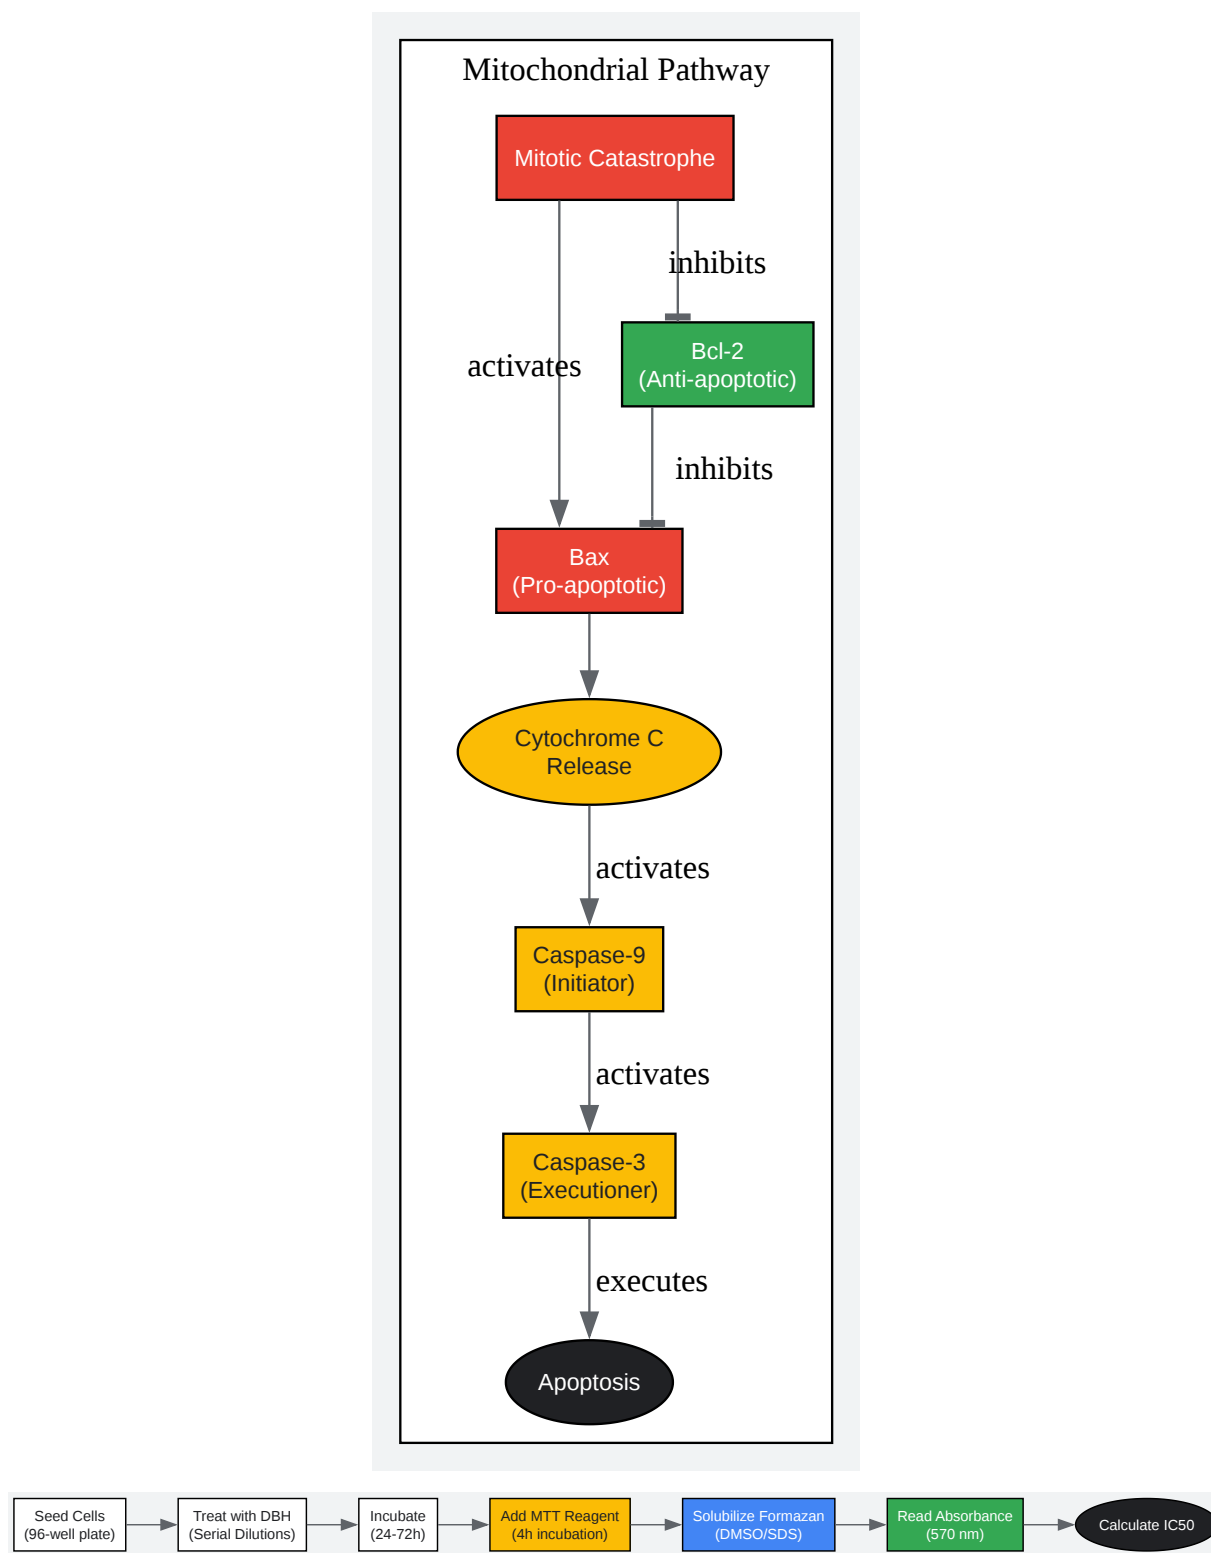 Mitochondrial Pathway
Mitotic Catastrophe
inhibits
Bcl-2
(Anti-apoptotic)
activates
inhibits
Bax
(Pro-apoptotic)
Cytochrome C
Release
activates
Caspase-9
(Initiator)
activates
Caspase-3
(Executioner)
executes
Apoptosis
Seed Cells
(96-well plate)
Treat with DBH
(Serial Dilutions)
Incubate
(24-72h)
Add MTT Reagent
(4h incubation)
Solubilize Formazan
(DMSO/SDS)
Read Absorbance
(570 nm)
Calculate IC50